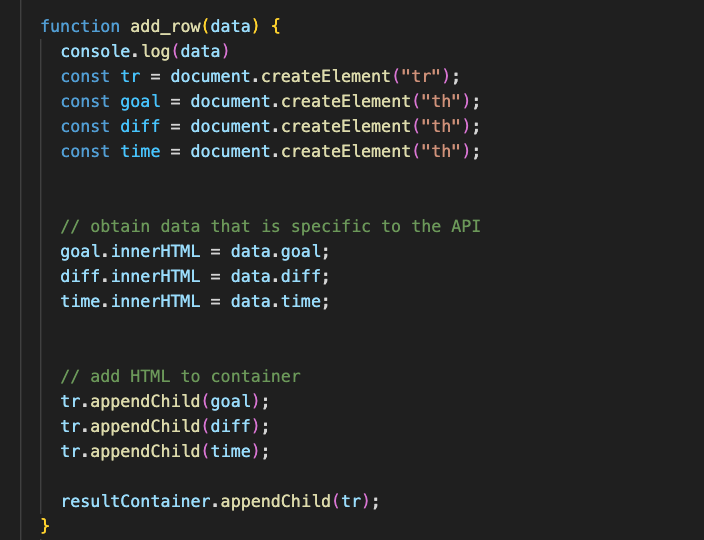 function add_row(data) {
console.log(data)
const tr = document.createElement("tr");
const goal = document.createElement("th");
const diff = document.createElement("th");
const time = document.createElement("th");
// obtain data that is specific to the API
goal.innerHTML = data.goal;
diff.innerHTML = data.diff;
time.innerHTML = data.time;
// add HTML to container
tr.appendChild(goal);
tr.appendChild(diff);
tr.appendChild(time);
resultContainer.appendChild(tr);
}